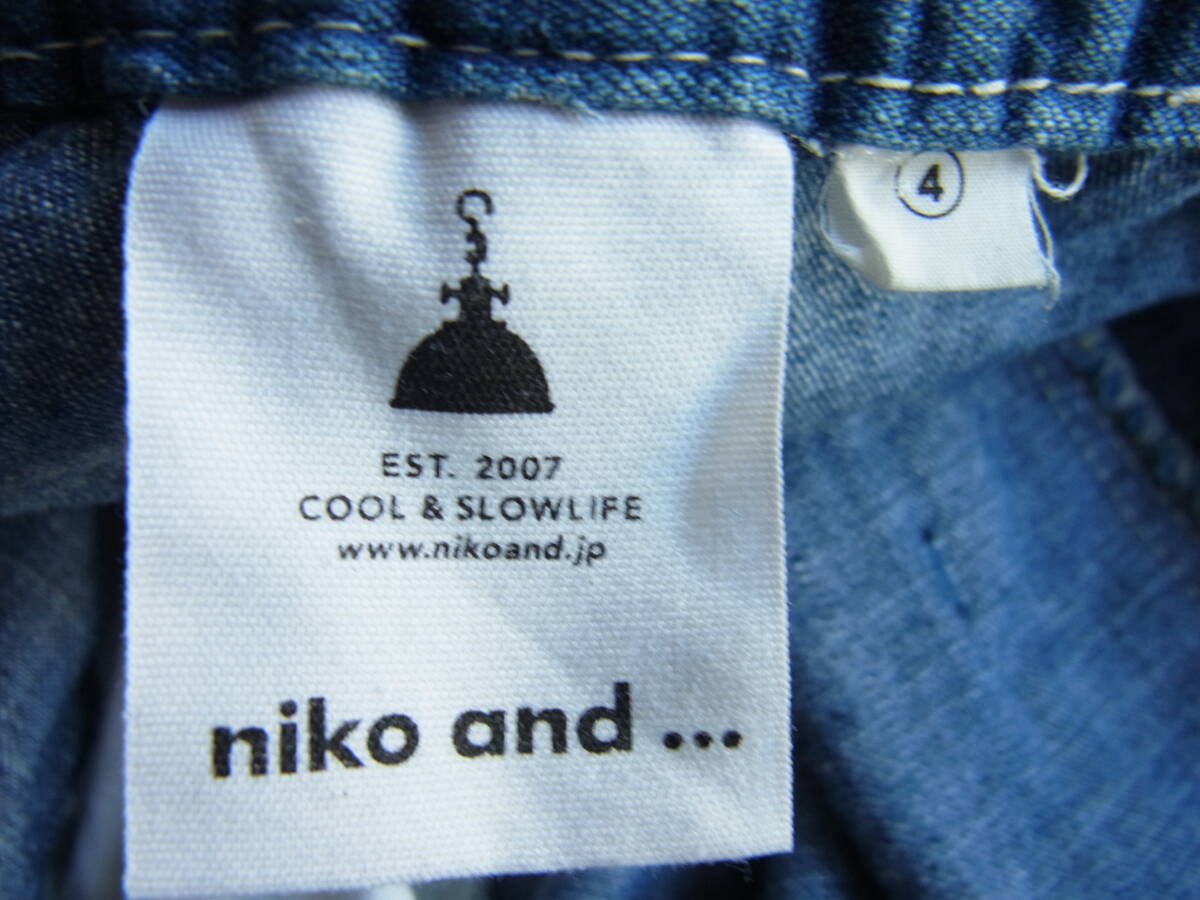 ④
EST. 2007
COOL & SLOWLIFE
www.nikoand.jp
niko and ...